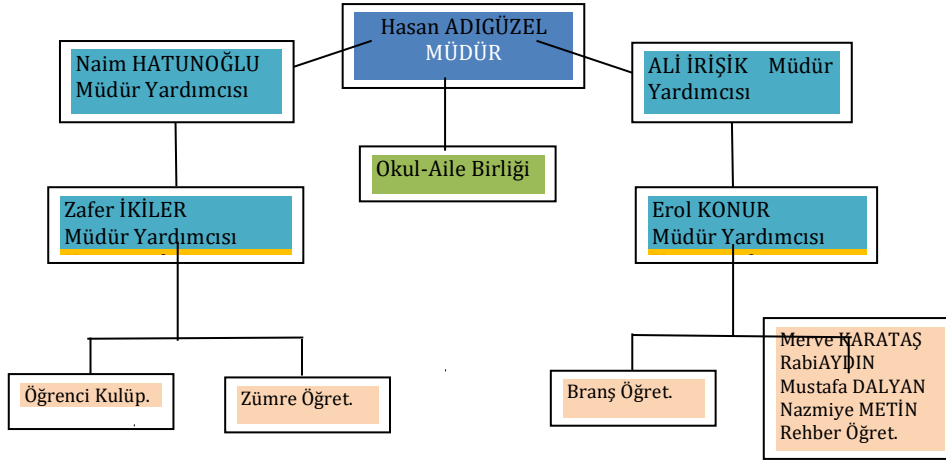 Hasan ADIGÜZEL
MÜDÜR
Naim HATUNOĞLU
Müdür Yardımcısı
ALİ İRİŞİK Müdür
Yardımcısı
Okul-Aile Birliği
Zafer İKİLER
Müdür Yardımcısı
Erol KONUR
Müdür Yardımcısı
Öğrenci Kulüp.
Zümre Öğret.
Branş Öğret.
Merve KARATAŞ
RabiAYDIN
Mustafa DALYAN
Nazmiye METİN
Rehber Öğret.